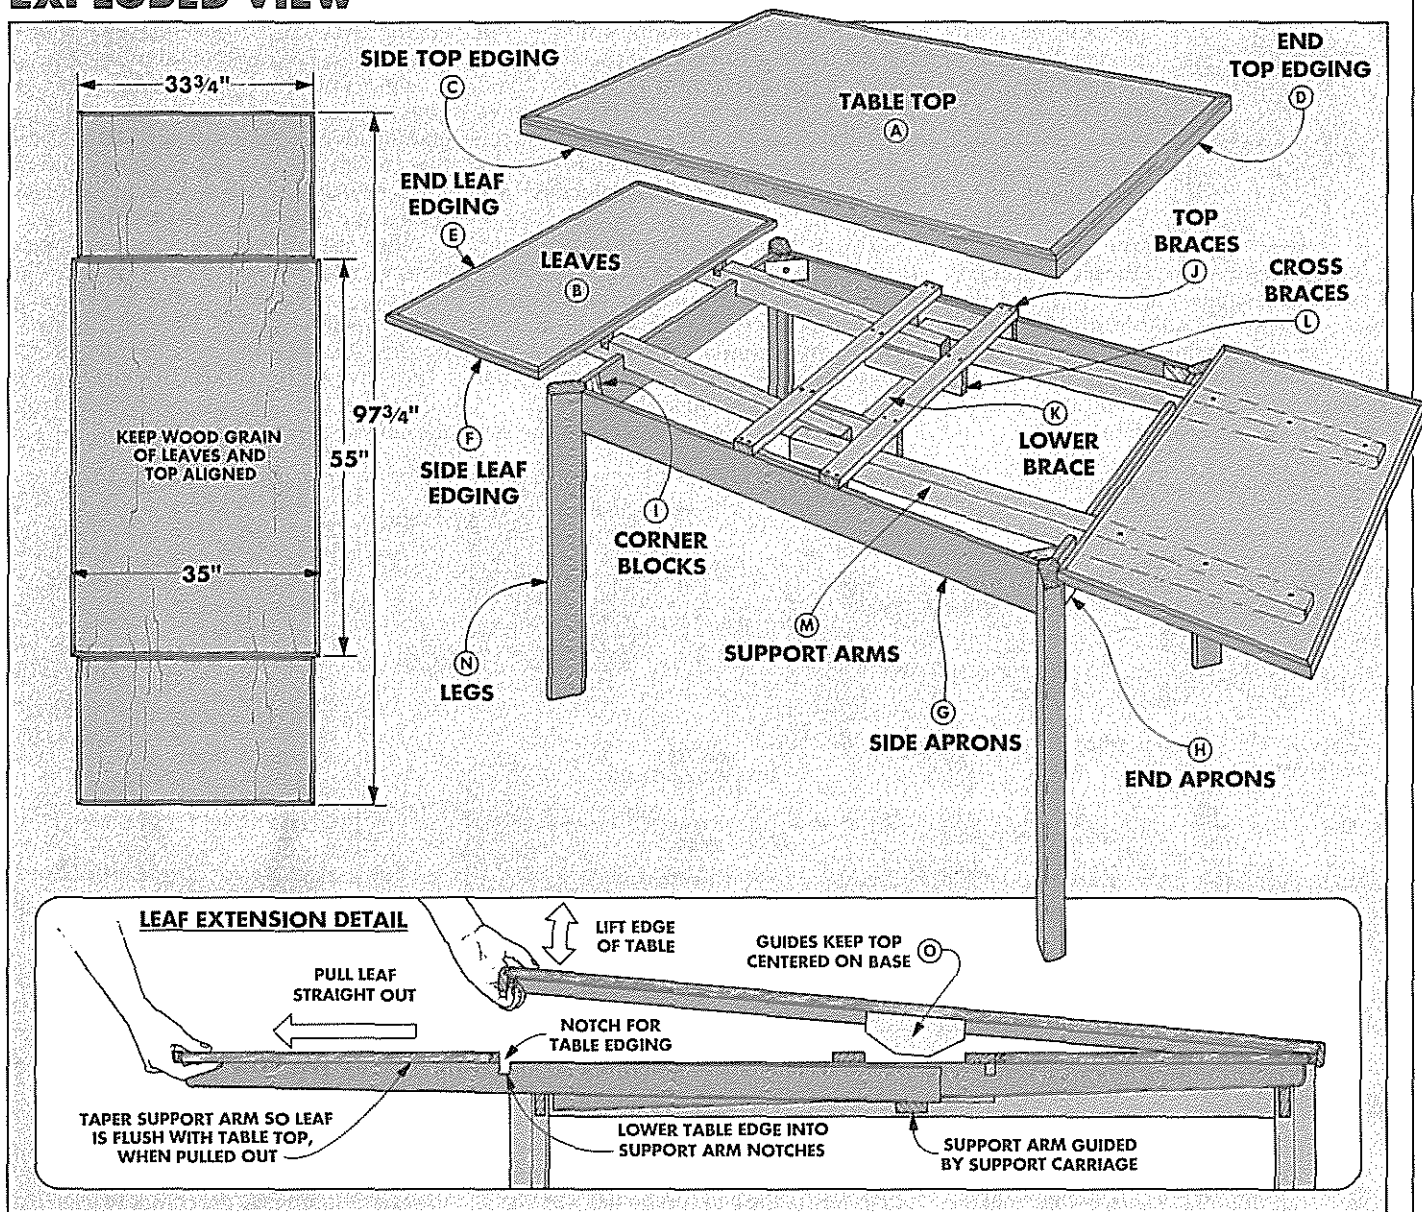 EXPLODED VIEW
33¾"
97¾"
55"
KEEP WOOD GRAIN
OF LEAVES AND
TOP ALIGNED
35"
SIDE TOP EDGING
C
END
TOP EDGING
D
TABLE TOP
A
END LEAF
EDGING
E
LEAVES
B
TOP
BRACES
J
CROSS
BRACES
L
F
SIDE LEAF
EDGING
K
LOWER
BRACE
I
CORNER
BLOCKS
M
SUPPORT ARMS
N
LEGS
G
SIDE APRONS
H
END APRONS
LEAF EXTENSION DETAIL
LIFT EDGE
OF TABLE
GUIDES KEEP TOP
CENTERED ON BASE
O
PULL LEAF
STRAIGHT OUT
NOTCH FOR
TABLE EDGING
TAPER SUPPORT ARM SO LEAF
IS FLUSH WITH TABLE TOP,
WHEN PULLED OUT
LOWER TABLE EDGE INTO
SUPPORT ARM NOTCHES
SUPPORT ARM GUIDED
BY SUPPORT CARRIAGE